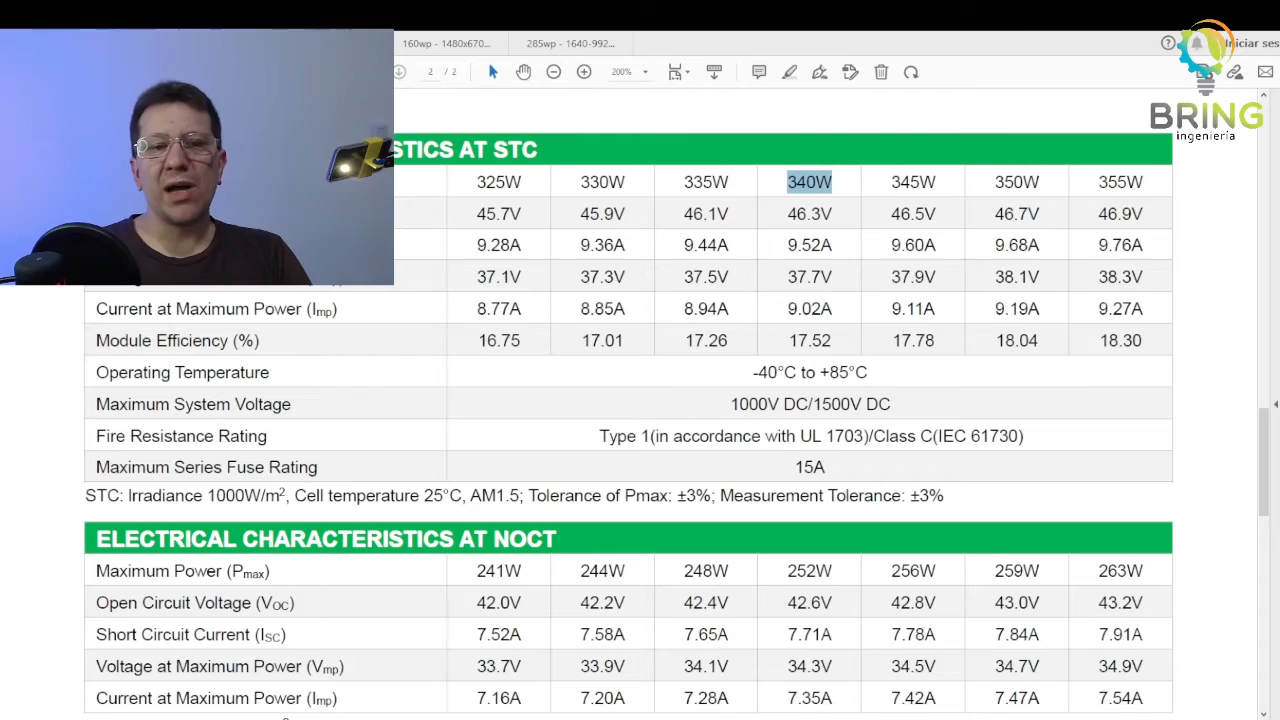 160wp - 1480x670... 285wp - 1640-992... Iniciar ses
2 / 2 200%
BRING
ingeniería
STICS AT STC
325W 330W 335W 340W 345W 350W 355W
45.7V 45.9V 46.1V 46.3V 46.5V 46.7V 46.9V
9.28A 9.36A 9.44A 9.52A 9.60A 9.68A 9.76A
37.1V 37.3V 37.5V 37.7V 37.9V 38.1V 38.3V
Current at Maximum Power (Imp) 8.77A 8.85A 8.94A 9.02A 9.11A 9.19A 9.27A
Module Efficiency (%) 16.75 17.01 17.26 17.52 17.78 18.04 18.30
Operating Temperature -40°C to +85°C
Maximum System Voltage 1000V DC/1500V DC
Fire Resistance Rating Type 1(in accordance with UL 1703)/Class C(IEC 61730)
Maximum Series Fuse Rating 15A
STC: Irradiance 1000W/m², Cell temperature 25°C, AM1.5; Tolerance of Pmax: ±3%; Measurement Tolerance: ±3%
ELECTRICAL CHARACTERISTICS AT NOCT
Maximum Power (Pmax) 241W 244W 248W 252W 256W 259W 263W
Open Circuit Voltage (VOC) 42.0V 42.2V 42.4V 42.6V 42.8V 43.0V 43.2V
Short Circuit Current (ISC) 7.52A 7.58A 7.65A 7.71A 7.78A 7.84A 7.91A
Voltage at Maximum Power (Vmp) 33.7V 33.9V 34.1V 34.3V 34.5V 34.7V 34.9V
Current at Maximum Power (Imp) 7.16A 7.20A 7.28A 7.35A 7.42A 7.47A 7.54A